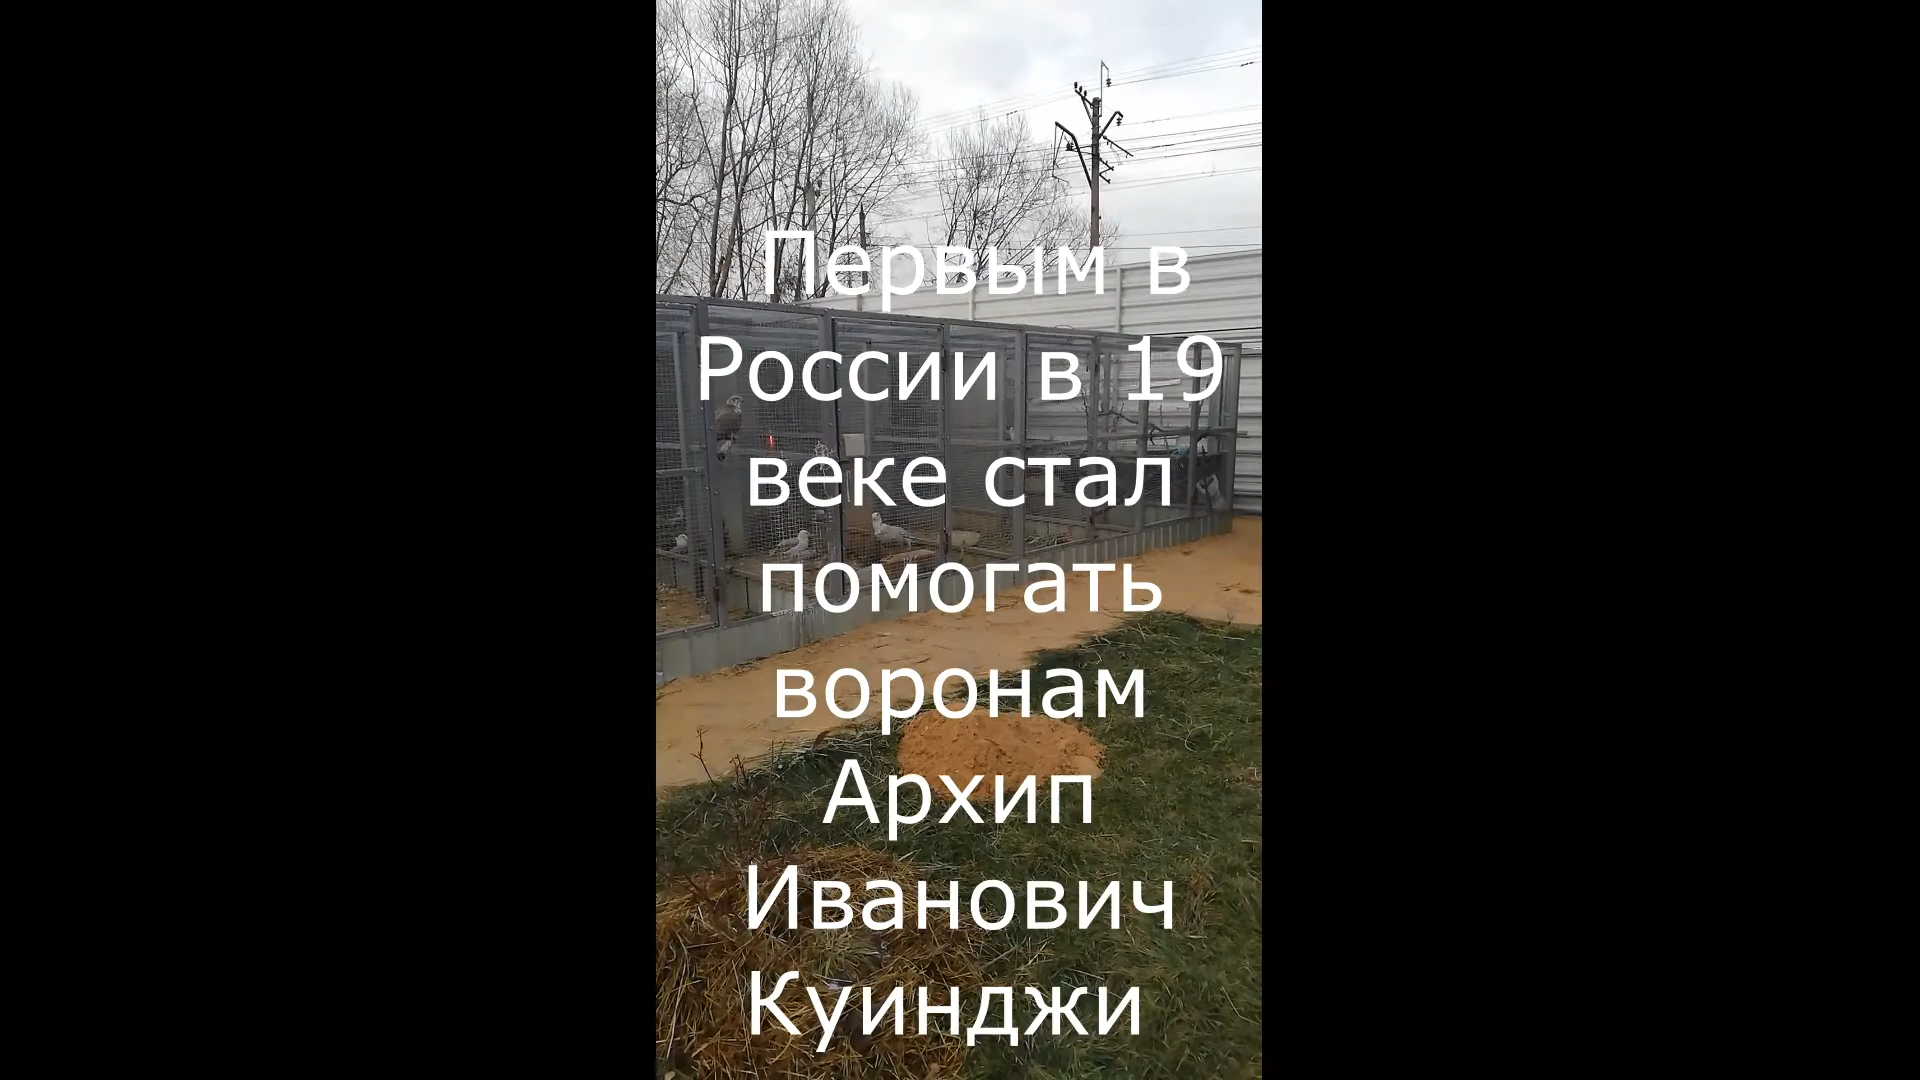 Первым в
России в 19
веке стал
помогать
воронам
Архип
Иванович
Куинджи